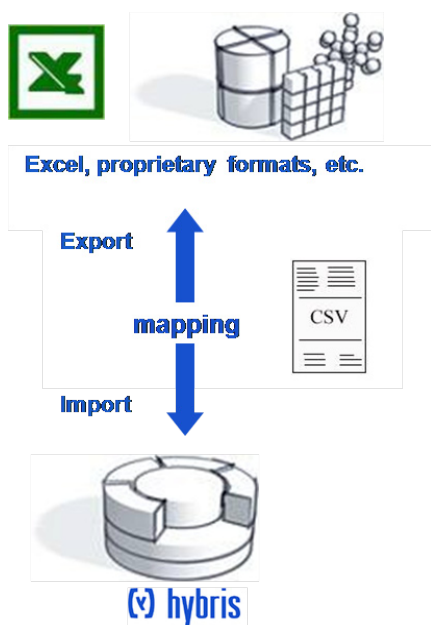 Excel, proprietary formats, etc.
Export
mapping
CSV
Import
(y) hybris